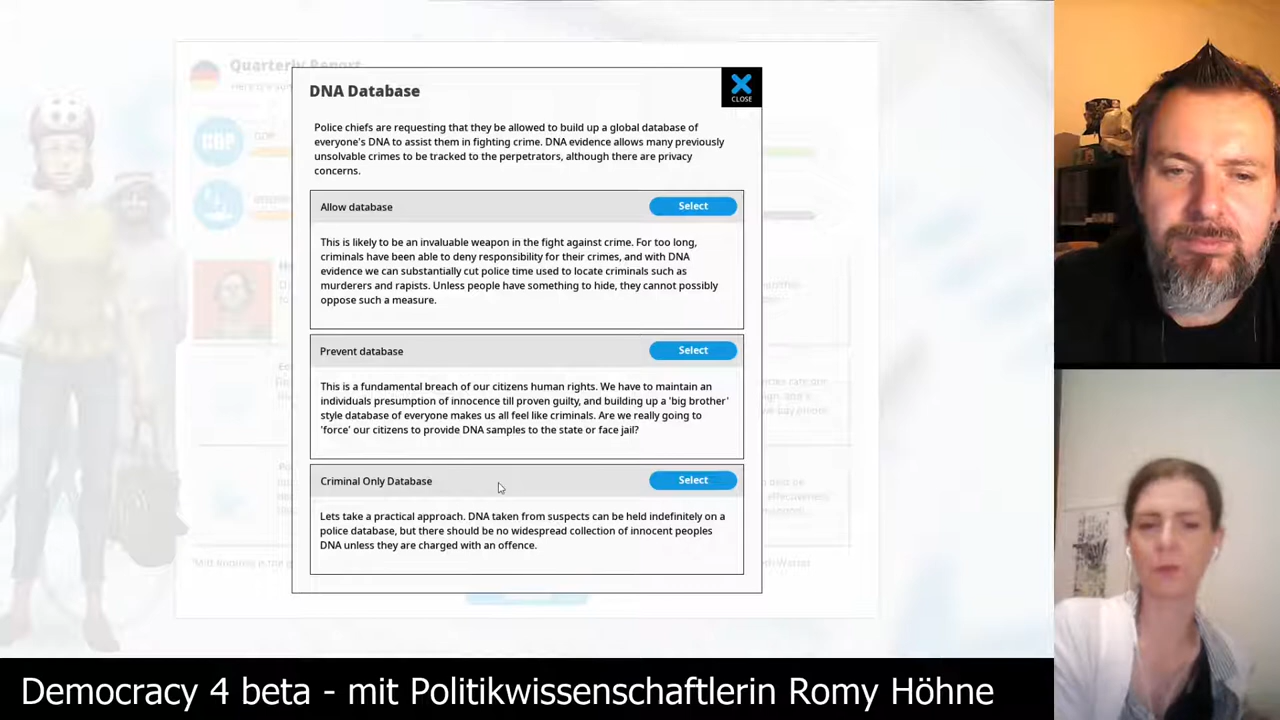 Quarterly Report
DNA Database
CLOSE
Police chiefs are requesting that they be allowed to build up a global database of
everyone's DNA to assist them in fighting crime. DNA evidence allows many previously
unsolvable crimes to be tracked to the perpetrators, although there are privacy
concerns.
Allow database
Select
This is likely to be an invaluable weapon in the fight against crime. For too long,
criminals have been able to deny responsibility for their crimes, and with DNA
evidence we can substantially cut police time used to locate criminals such as
murderers and rapists. Unless people have something to hide, they cannot possibly
oppose such a measure.
Prevent database
Select
This is a fundamental breach of our citizens human rights. We have to maintain an
individuals presumption of innocence till proven guilty, and building up a 'big brother'
style database of everyone makes us all feel like criminals. Are we really going to
'force' our citizens to provide DNA samples to the state or face jail?
Criminal Only Database
Select
Lets take a practical approach. DNA taken from suspects can be held indefinitely on a
police database, but there should be no widespread collection of innocent peoples
DNA unless they are charged with an offence.
GDP
Democracy 4 beta - mit Politikwissenschaftlerin Romy Höhne